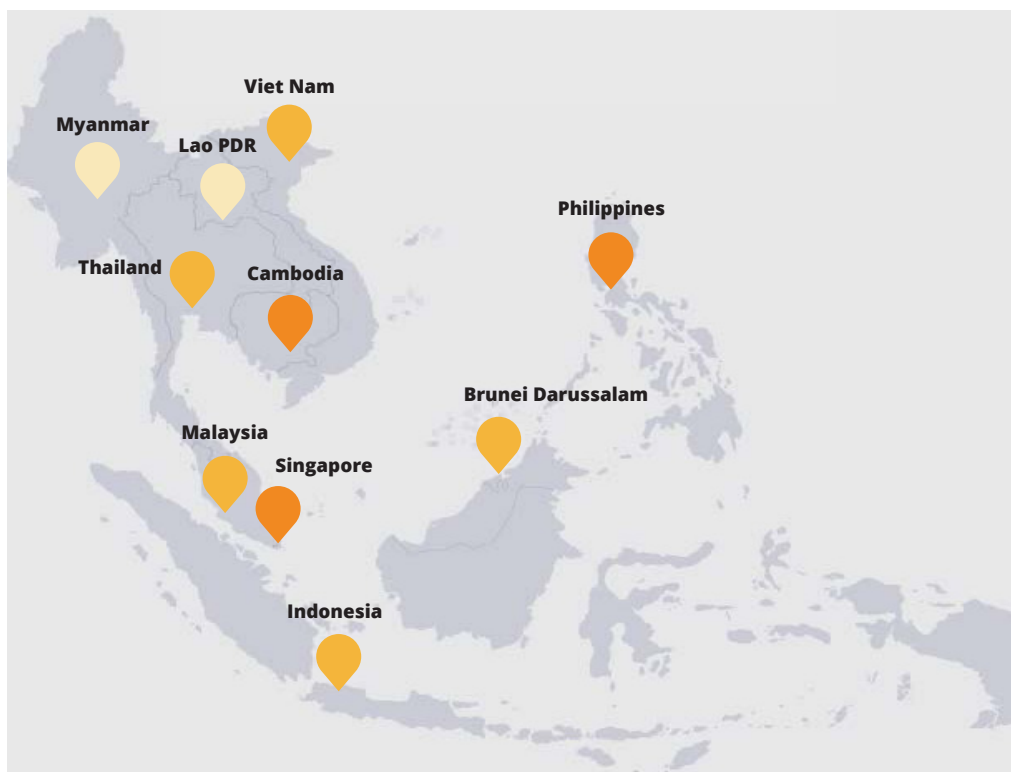 Viet Nam
Myanmar
Lao PDR
Philippines
Thailand
Cambodia
Brunei Darussalam
Malaysia
Singapore
Indonesia